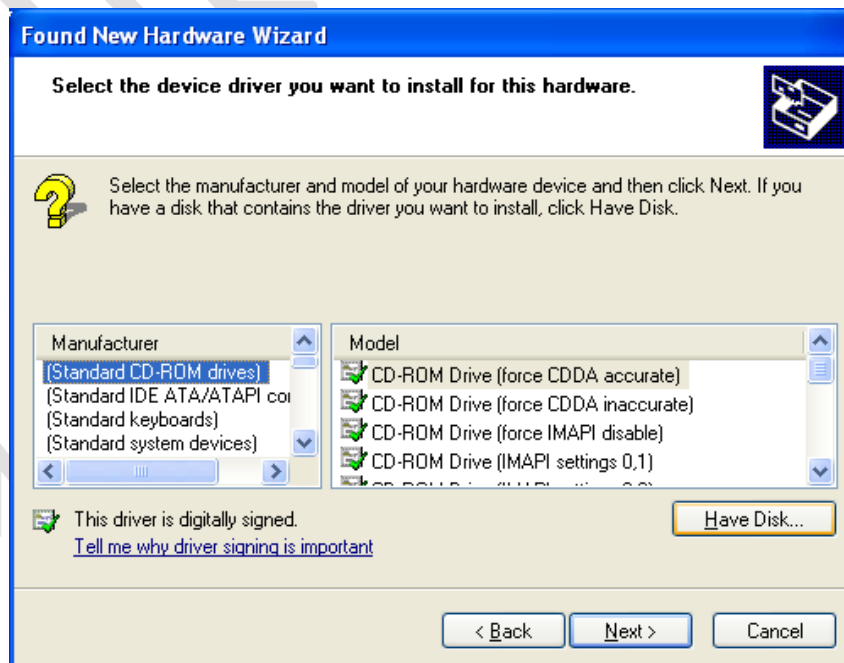 Found New Hardware Wizard
Select the device driver you want to install for this hardware.
Select the manufacturer and model of your hardware device and then click Next. If you
have a disk that contains the driver you want to install, click Have Disk.
Manufacturer
(Standard CD-ROM drives)
(Standard IDE ATA/ATAPI coi
(Standard keyboards)
(Standard system devices)
Model
CD-ROM Drive (force CDDA accurate)
CD-ROM Drive (force CDDA inaccurate)
CD-ROM Drive (force IMAPI disable)
CD-ROM Drive (IMAPI settings 0,1)
This driver is digitally signed.
Tell me why driver signing is important
Have Disk...
< Back
Next >
Cancel